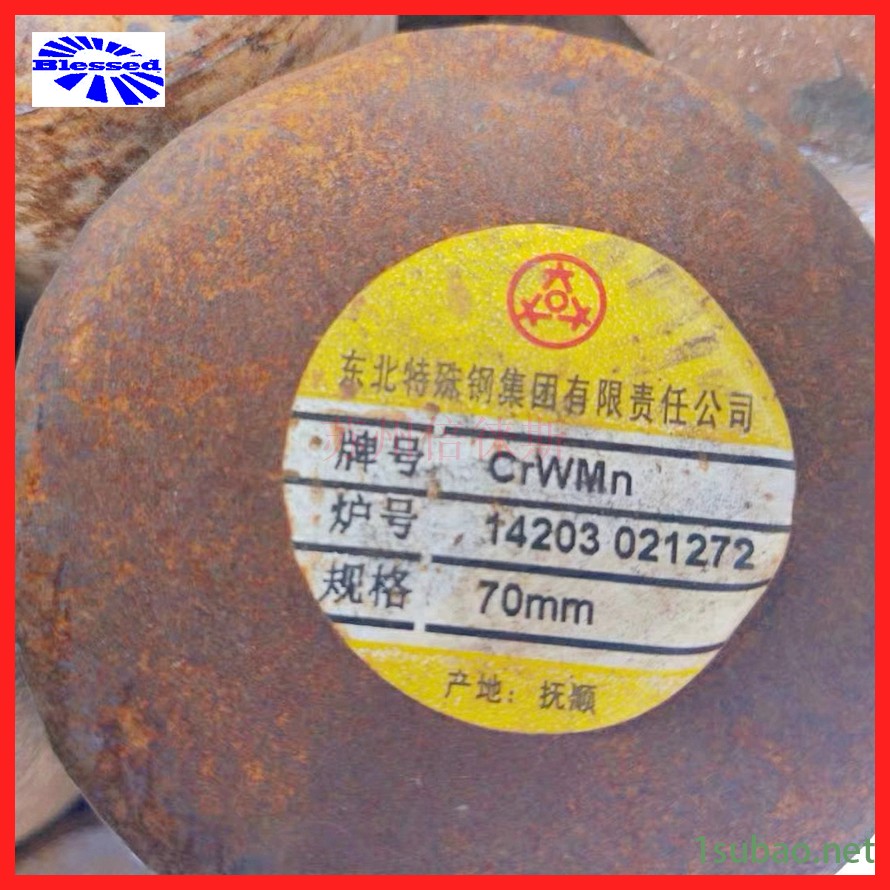 Blessed
东北特殊钢集团有限责任公司
牌号 CrWMn
炉号 14203 021272
规格 70mm
产地: 抚顺
1subao.net